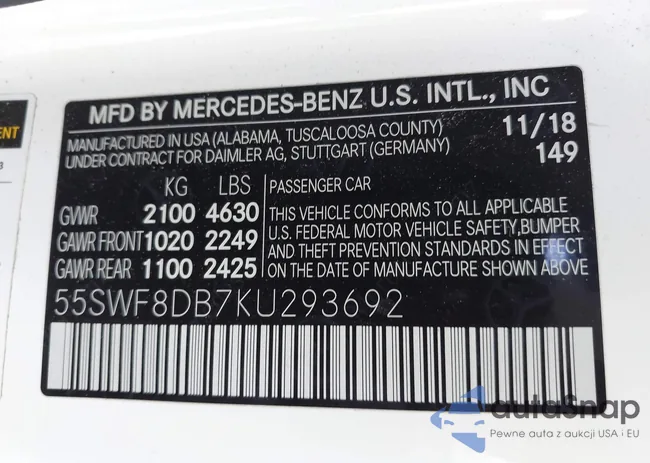 MFD BY MERCEDES-BENZ U.S. INTL., INC
MANUFACTURED IN USA (ALABAMA, TUSCALOOSA COUNTY) 11/18
UNDER CONTRACT FOR DAIMLER AG, STUTTGART (GERMANY) 149
KG LBS PASSENGER CAR
GVWR 2100 4630 THIS VEHICLE CONFORMS TO ALL APPLICABLE
GAWR FRONT 1020 2249 U.S. FEDERAL MOTOR VEHICLE SAFETY,BUMPER
GAWR REAR 1100 2425 AND THEFT PREVENTION STANDARDS IN EFFECT
ON THE DATE OF MANUFACTURE SHOWN ABOVE
55SWF8DB7KU293692
autoSnap
Pewne auta z aukcji USA i EU